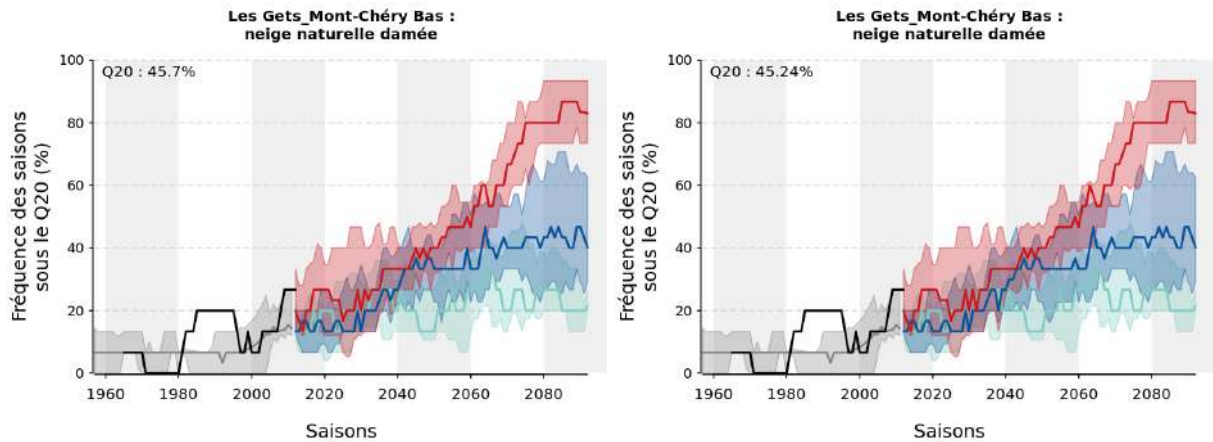 Les Gets_Mont-Chéry Bas :
neige naturelle damée
Q20 : 45.7%
Fréquence des saisons
sous le Q20 (%)
100
80
60
40
20
0
1960 1980 2000 2020 2040 2060 2080
Saisons
Les Gets_Mont-Chéry Bas :
neige naturelle damée
Q20 : 45.24%
Fréquence des saisons
sous le Q20 (%)
100
80
60
40
20
0
1960 1980 2000 2020 2040 2060 2080
Saisons